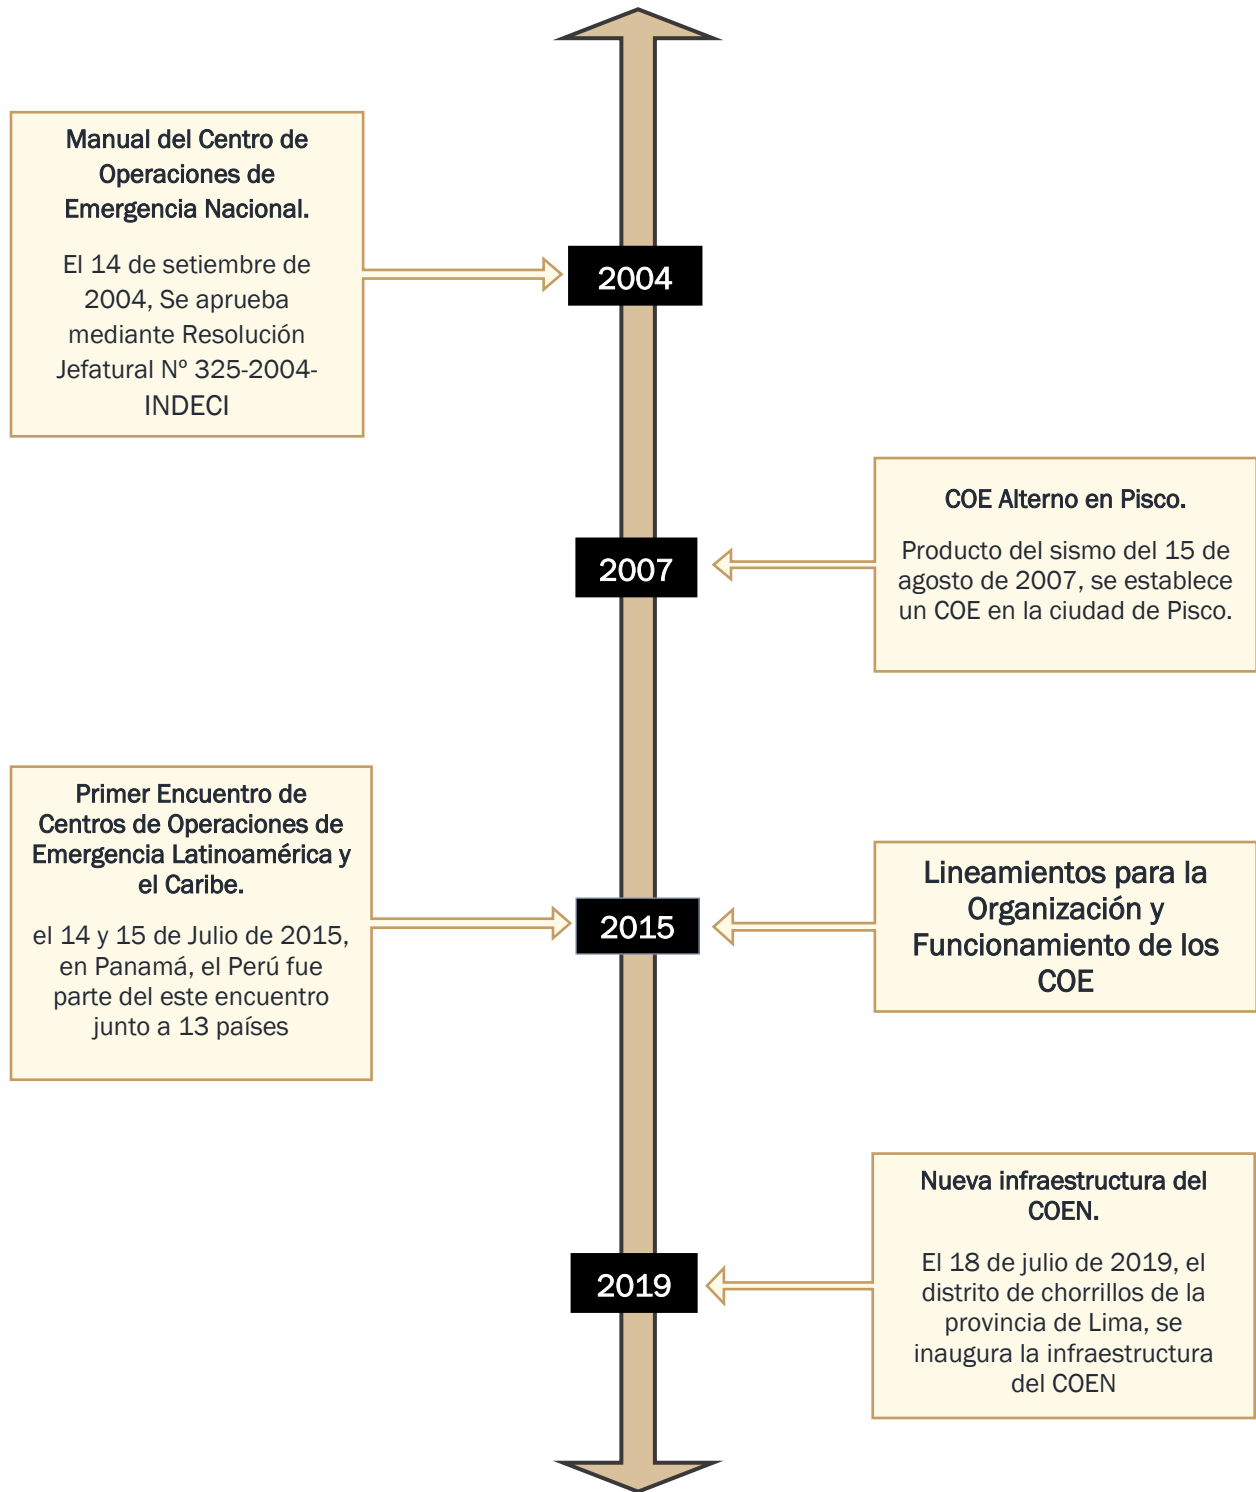 Manual del Centro de
Operaciones de
Emergencia Nacional.
El 14 de setiembre de
2004, Se aprueba
mediante Resolución
Jefatural Nº 325-2004-
INDECI
2004
COE Alterno en Pisco.
Producto del sismo del 15 de
agosto de 2007, se establece
un COE en la ciudad de Pisco.
2007
Primer Encuentro de
Centros de Operaciones de
Emergencia Latinoamérica y
el Caribe.
el 14 y 15 de Julio de 2015,
en Panamá, el Perú fue
parte del este encuentro
junto a 13 países
2015
Lineamientos para la
Organización y
Funcionamiento de los
COE
Nueva infraestructura del
COEN.
El 18 de julio de 2019, el
distrito de chorrillos de la
provincia de Lima, se
inaugura la infraestructura
del COEN
2019